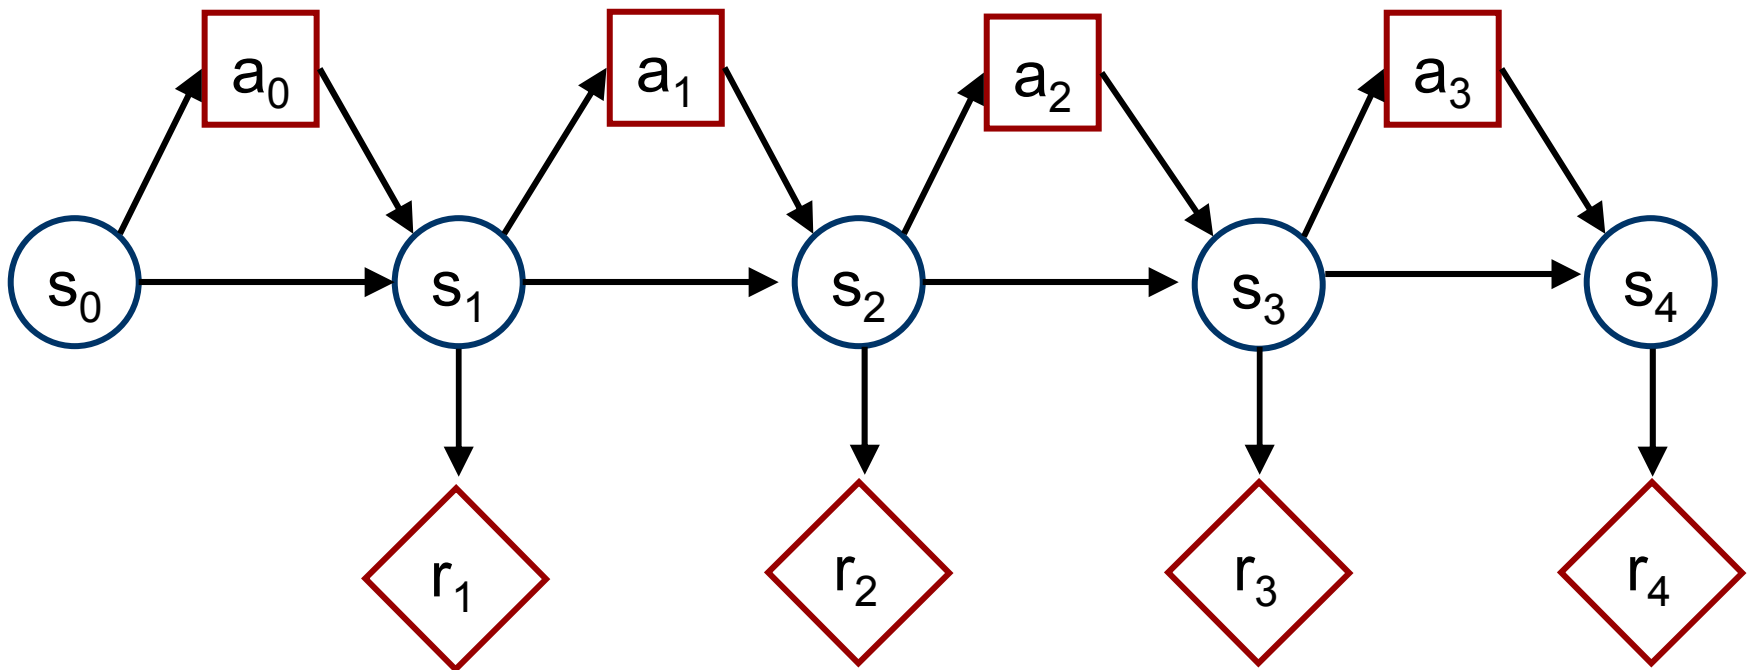 a₀ a₁ a₂ a₃
s₀ s₁ s₂ s₃ s₄
r₁ r₂ r₃ r₄